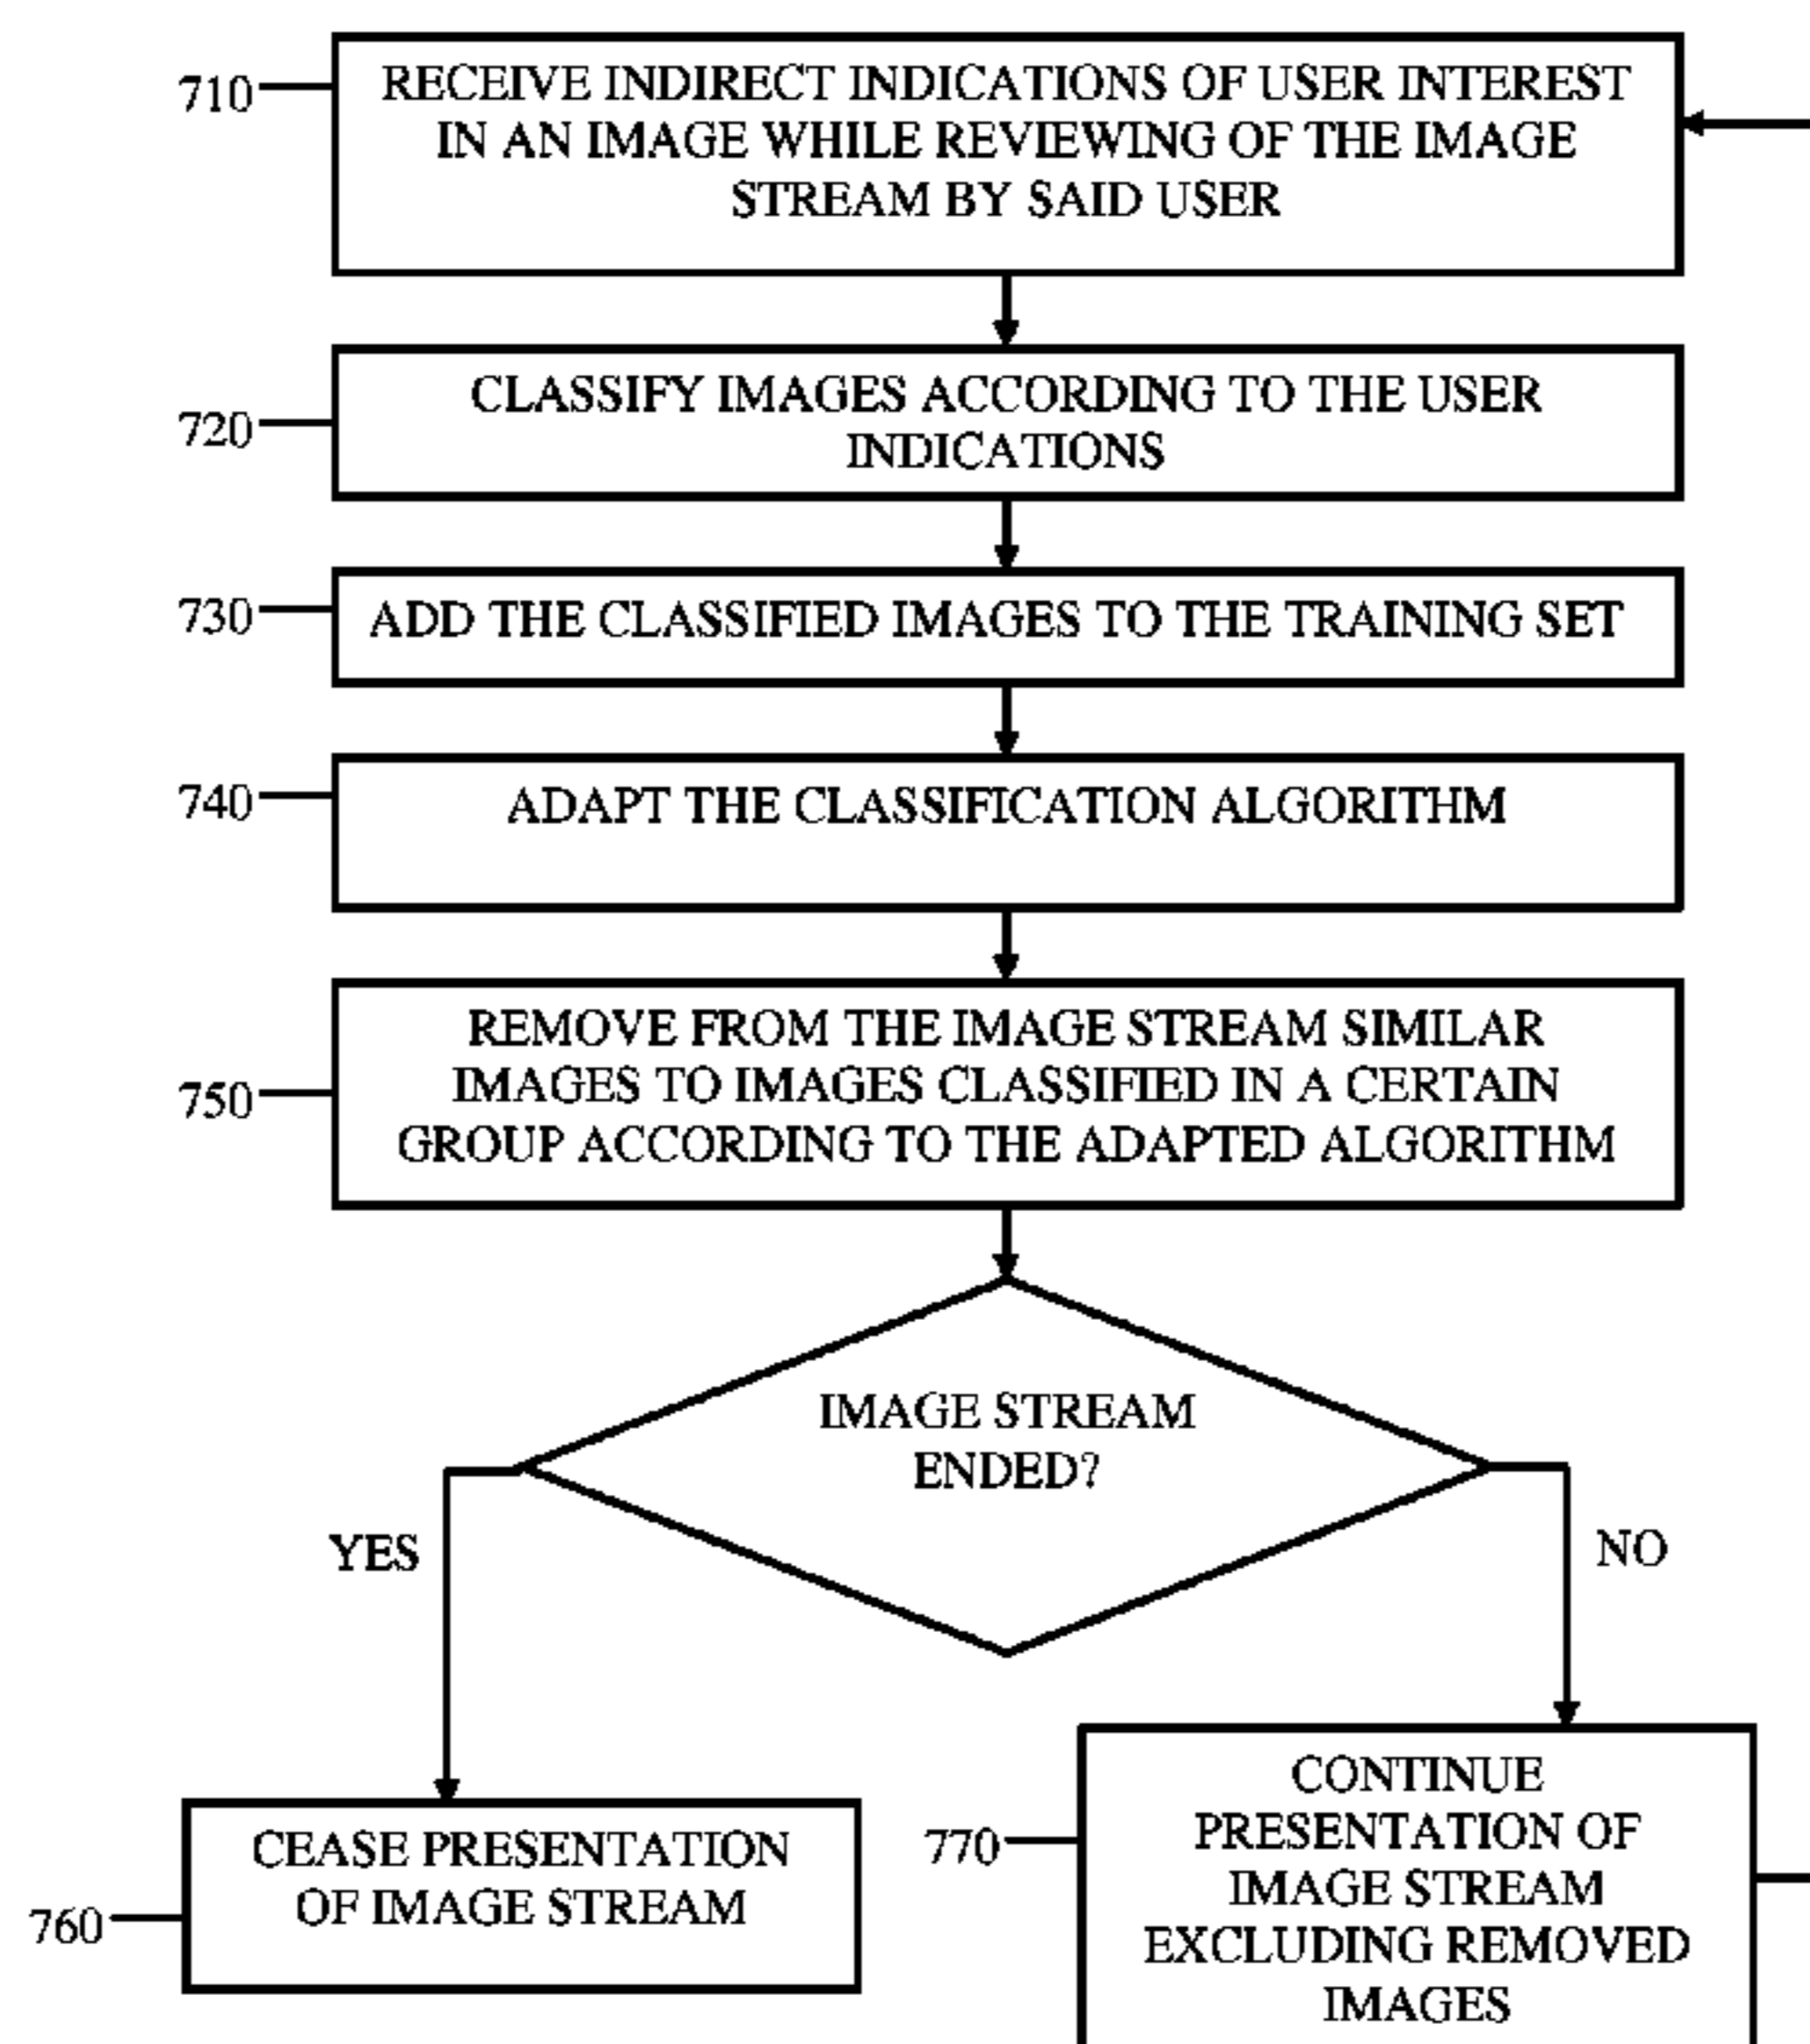 710
RECEIVE INDIRECT INDICATIONS OF USER INTEREST
IN AN IMAGE WHILE REVIEWING OF THE IMAGE
STREAM BY SAID USER
720
CLASSIFY IMAGES ACCORDING TO THE USER
INDICATIONS
730
ADD THE CLASSIFIED IMAGES TO THE TRAINING SET
740
ADAPT THE CLASSIFICATION ALGORITHM
750
REMOVE FROM THE IMAGE STREAM SIMILAR
IMAGES TO IMAGES CLASSIFIED IN A CERTAIN
GROUP ACCORDING TO THE ADAPTED ALGORITHM
IMAGE STREAM
ENDED?
YES
NO
760
CEASE PRESENTATION
OF IMAGE STREAM
770
CONTINUE
PRESENTATION OF
IMAGE STREAM
EXCLUDING REMOVED
IMAGES